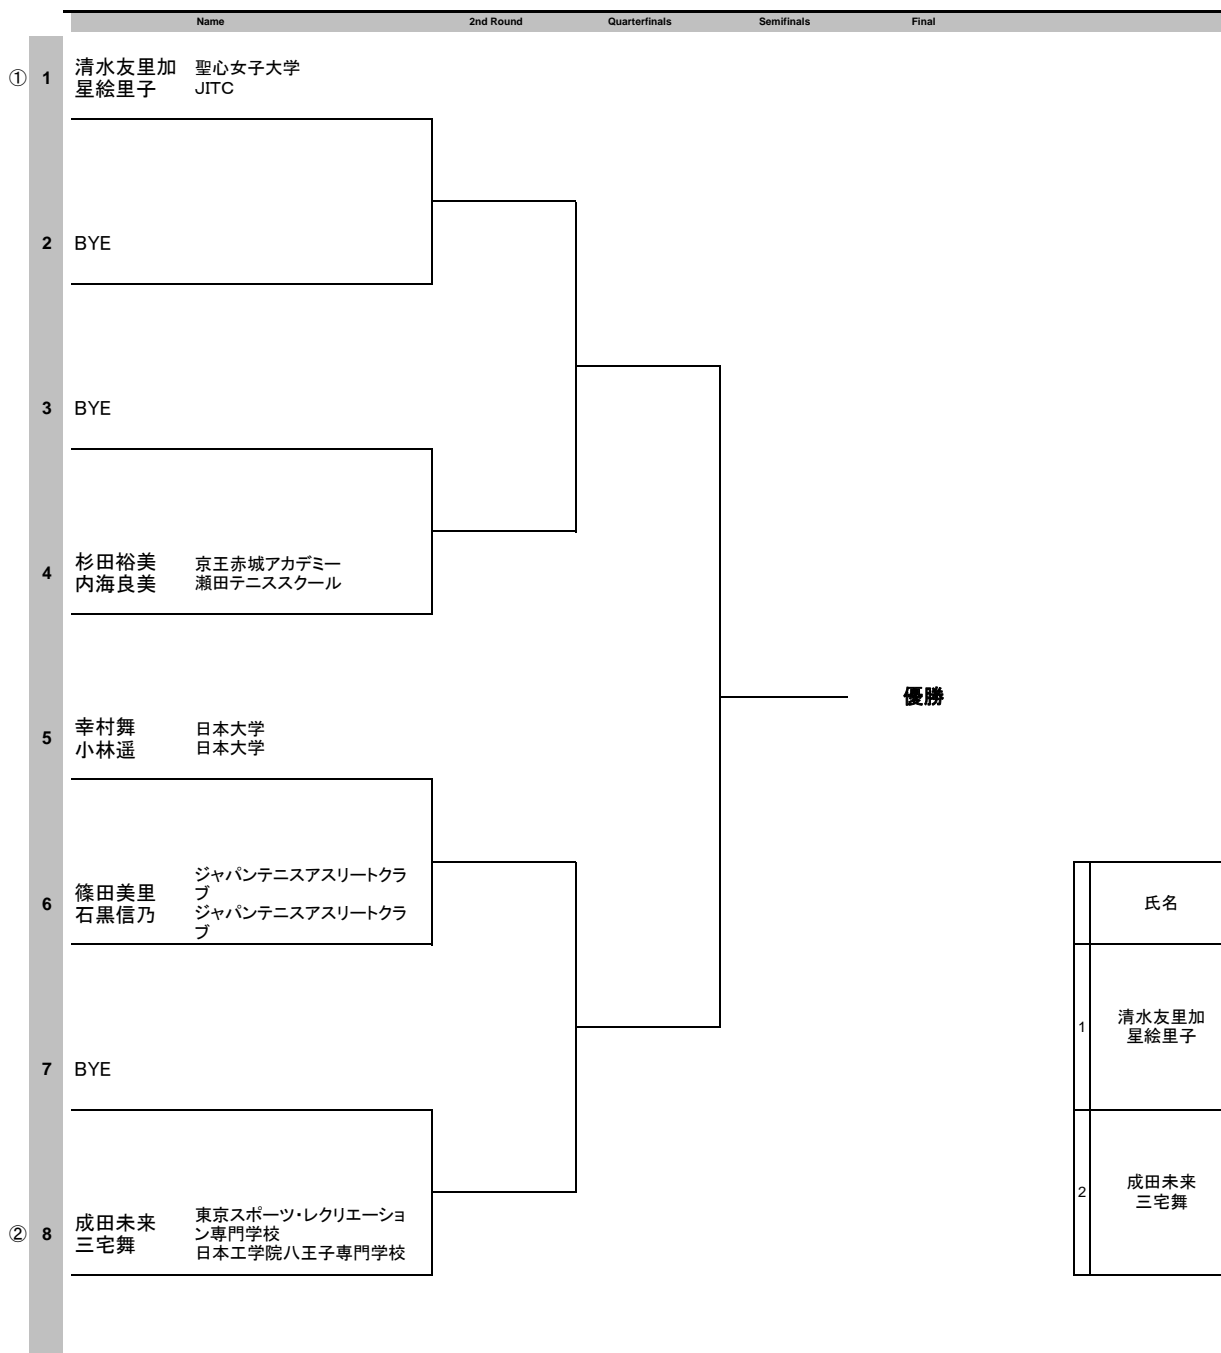 Name 2nd Round Quarterfinals Semifinals Final
① 1 清水友里加 聖心女子大学
星絵里子 JITC
2 BYE
3 BYE
4 杉田裕美 京王赤城アカデミー
内海良美 瀬田テニススクール
優勝
5 幸村舞 日本大学
小林遥 日本大学
6 篠田美里 ジャパンテニスアスリートクラ
ブ
石黒信乃 ジャパンテニスアスリートクラ
ブ
7 BYE
② 8 成田未来 東京スポーツ・レクリエーショ
ン専門学校
三宅舞 日本工学院八王子専門学校
氏名
1 清水友里加
星絵里子
2 成田未来
三宅舞